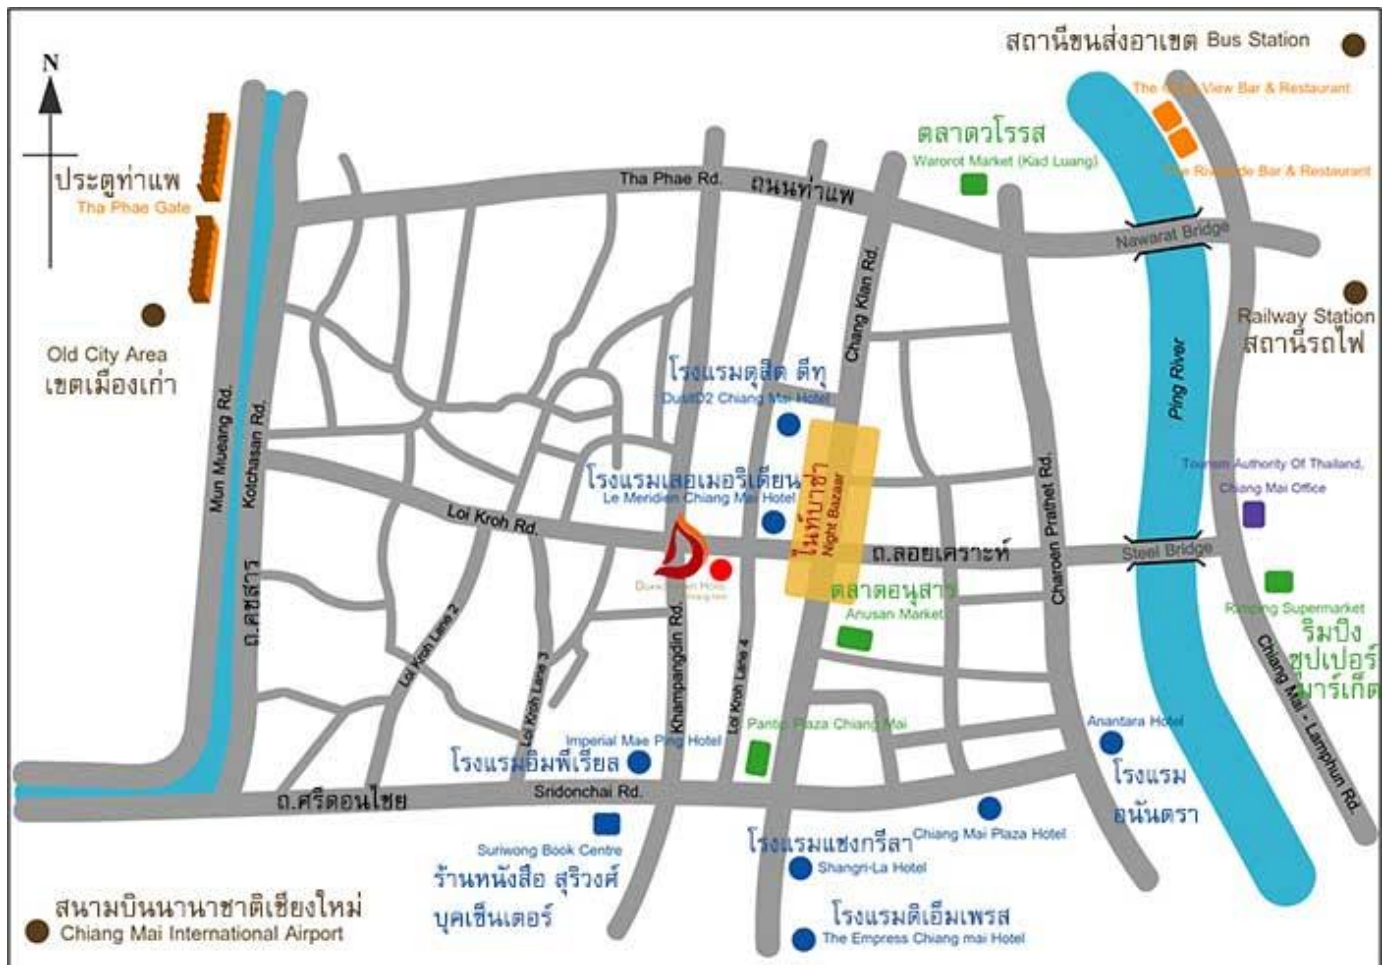 สถานีขนส่งอาเขต Bus Station
N
The Good View Bar & Restaurant
ตลาดวโรรส
Warorot Market (Kad Luang)
The Riverside Bar & Restaurant
ประตูท่าแพ
Tha Phae Gate
Tha Phae Rd.
ถนนท่าแพ
Nawarat Bridge
Chang Klan Rd.
Railway Station
สถานีรถไฟ
Old City Area
เขตเมืองเก่า
โรงแรมดุสิต ดีทู
DusitD2 Chiang Mai Hotel
Ping River
Mun Mueang Rd.
Kotchasan Rd.
โรงแรมเลอเมอริเดียน
Le Meridien Chiang Mai Hotel
ไนท์บาซ่า
Night Bazaar
Tourism Authority Of Thailand,
Chiang Mai Office
Loi Kroh Rd.
ถ.ลอยเคราะห์
Charoen Prathet Rd.
Steel Bridge
ตลาดอนุสาร
Anusan Market
Rimping Supermarket
ริมปิง
ซุปเปอร์
มาร์เก็ต
ถ.คชสาร
Loi Kroh Lane 2
Loi Kroh Lane 3
Khampangdin Rd.
Loi Kroh Lane 4
Chiang Mai - Lamphun Rd.
Pantip Plaza Chiang Mai
Anantara Hotel
โรงแรม
อนันตรา
Imperial Mae Ping Hotel
โรงแรมอิมพีเรียล
ถ.ศรีดอนไชย
Sridonchai Rd.
Suriwong Book Centre
ร้านหนังสือ สุริวงศ์
บุคเซ็นเตอร์
โรงแรมแชงกรีลา
Shangri-La Hotel
Chiang Mai Plaza Hotel
โรงแรมดิเอ็มเพรส
The Empress Chiang mai Hotel
สนามบินนานาชาติเชียงใหม่
Chiang Mai International Airport